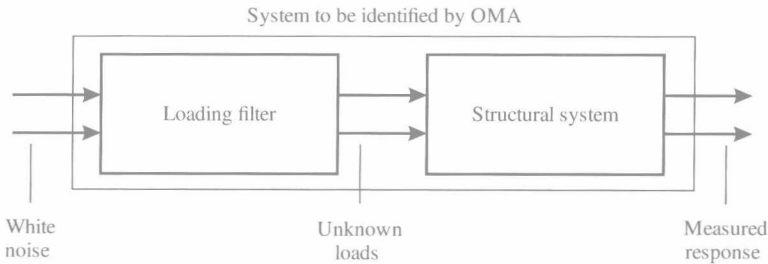 System to be identified by OMA
Loading filter
Structural system
White
noise
Unknown
loads
Measured
response